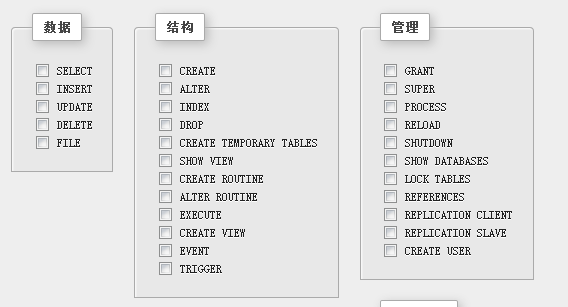 数据
SELECT
INSERT
UPDATE
DELETE
FILE
结构
CREATE
ALTER
INDEX
DROP
CREATE TEMPORARY TABLES
SHOW VIEW
CREATE ROUTINE
ALTER ROUTINE
EXECUTE
CREATE VIEW
EVENT
TRIGGER
管理
GRANT
SUPER
PROCESS
RELOAD
SHUTDOWN
SHOW DATABASES
LOCK TABLES
REFERENCES
REPLICATION CLIENT
REPLICATION SLAVE
CREATE USER